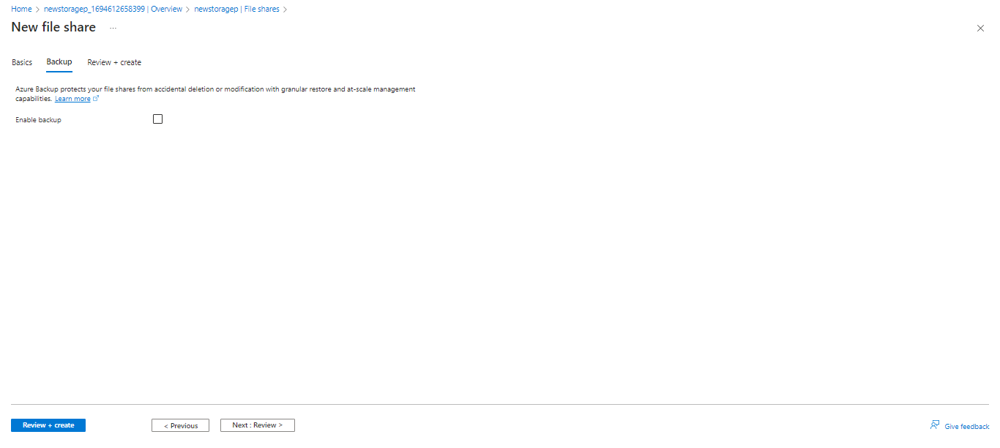 Home > newstoragep_1694612658399 | Overview > newstoragep | File shares >
New file share ...
Basics Backup Review + create
Azure Backup protects your file shares from accidental deletion or modification with granular restore and at-scale management
capabilities. Learn more
Enable backup
Review + create < Previous Next : Review > Give feedback